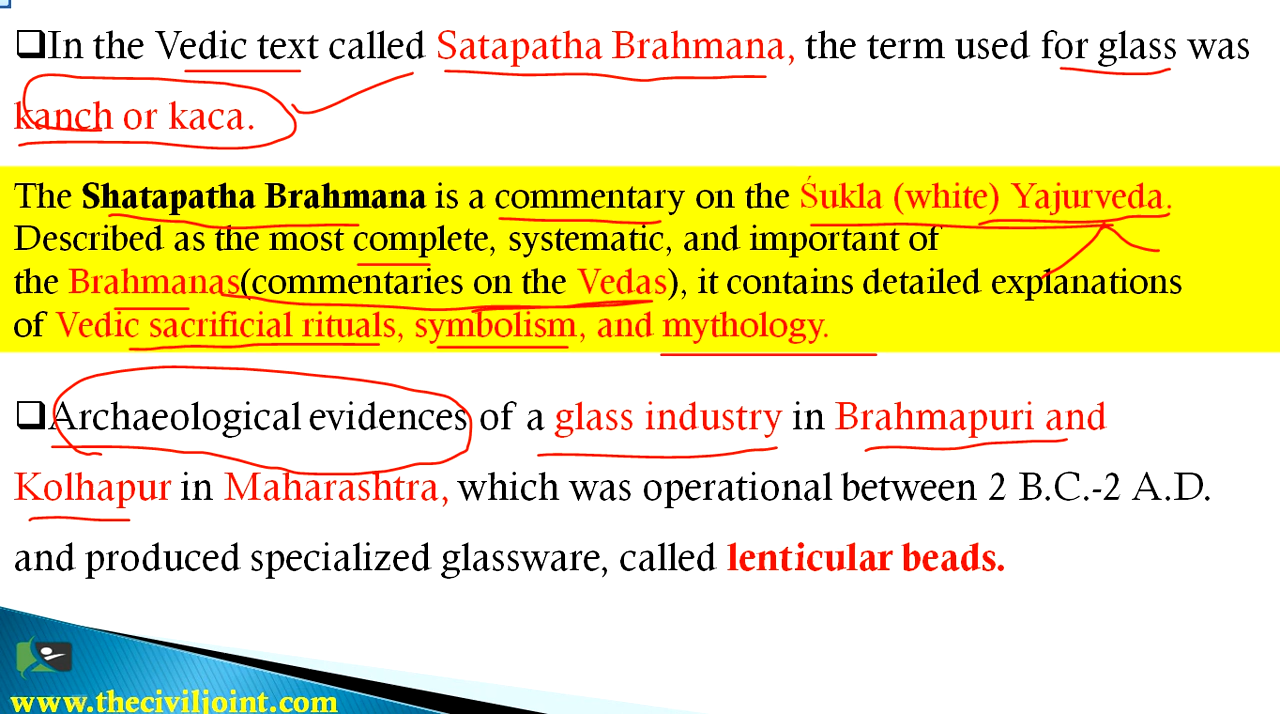 ❑In the Vedic text called Satapatha Brahmana, the term used for glass was
kanch or kaca.
The Shatapatha Brahmana is a commentary on the Śukla (white) Yajurveda.
Described as the most complete, systematic, and important of
the Brahmanas(commentaries on the Vedas), it contains detailed explanations
of Vedic sacrificial rituals, symbolism, and mythology.
❑Archaeological evidences of a glass industry in Brahmapuri and
Kolhapur in Maharashtra, which was operational between 2 B.C.-2 A.D.
and produced specialized glassware, called lenticular beads.
www.theciviljoint.com